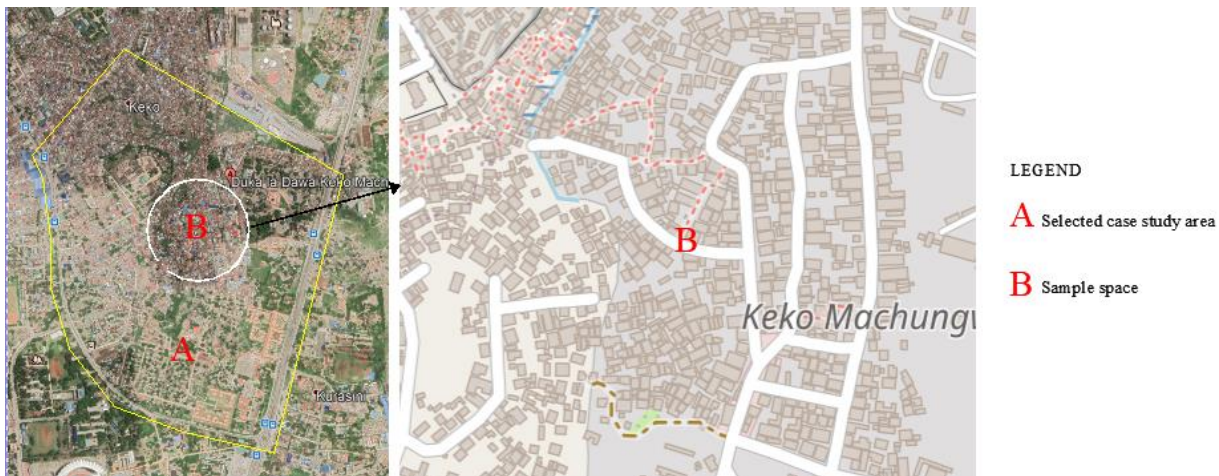 Keko
Duka la Dawa Keko Mach
B
A
Kurasini
B
Keko Machungw
LEGEND
A Selected case study area
B Sample space